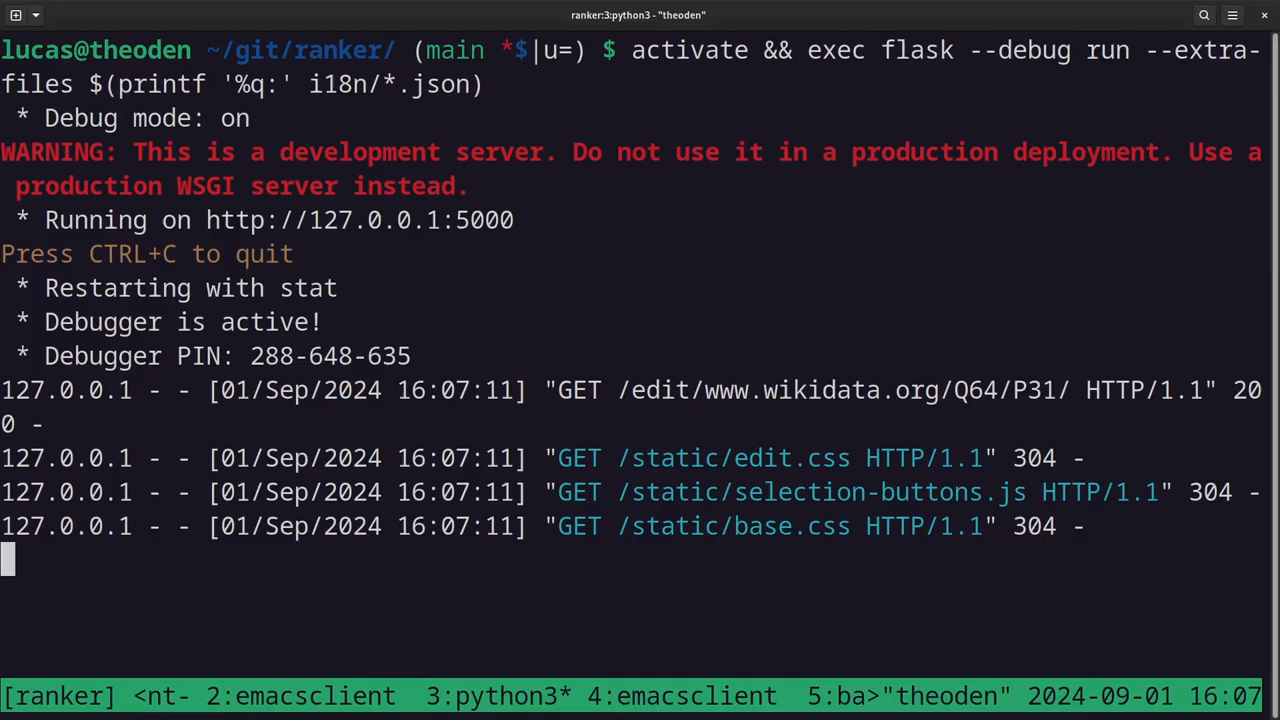 ranker:3:python3 - "theoden"
lucas@theoden ~/git/ranker/ (main *$|u=) $ activate && exec flask --debug run --extra-
files $(printf '%q:' i18n/*.json)
 * Debug mode: on
WARNING: This is a development server. Do not use it in a production deployment. Use a
 production WSGI server instead.
 * Running on http://127.0.0.1:5000
Press CTRL+C to quit
 * Restarting with stat
 * Debugger is active!
 * Debugger PIN: 288-648-635
127.0.0.1 - - [01/Sep/2024 16:07:11] "GET /edit/www.wikidata.org/Q64/P31/ HTTP/1.1" 20
0 -
127.0.0.1 - - [01/Sep/2024 16:07:11] "GET /static/edit.css HTTP/1.1" 304 -
127.0.0.1 - - [01/Sep/2024 16:07:11] "GET /static/selection-buttons.js HTTP/1.1" 304 -
127.0.0.1 - - [01/Sep/2024 16:07:11] "GET /static/base.css HTTP/1.1" 304 -
[ranker] <nt- 2:emacsclient  3:python3* 4:emacsclient  5:ba>"theoden" 2024-09-01 16:07